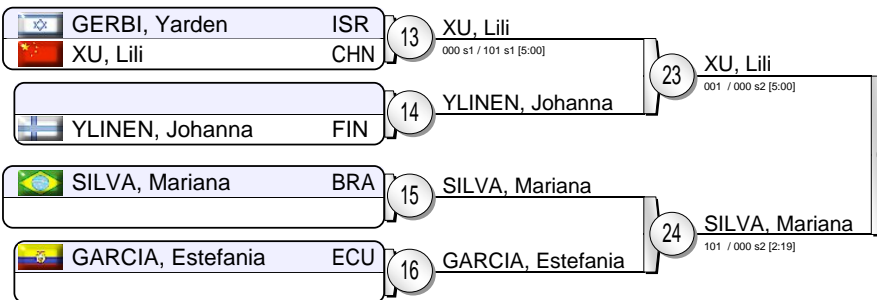 GERBI, Yarden ISR
XU, Lili CHN
13
XU, Lili
000 s1 / 101 s1 [5:00]
YLINEN, Johanna FIN
14
YLINEN, Johanna
23
XU, Lili
001 / 000 s2 [5:00]
SILVA, Mariana BRA
15
SILVA, Mariana
GARCIA, Estefania ECU
16
GARCIA, Estefania
24
SILVA, Mariana
101 / 000 s2 [2:19]